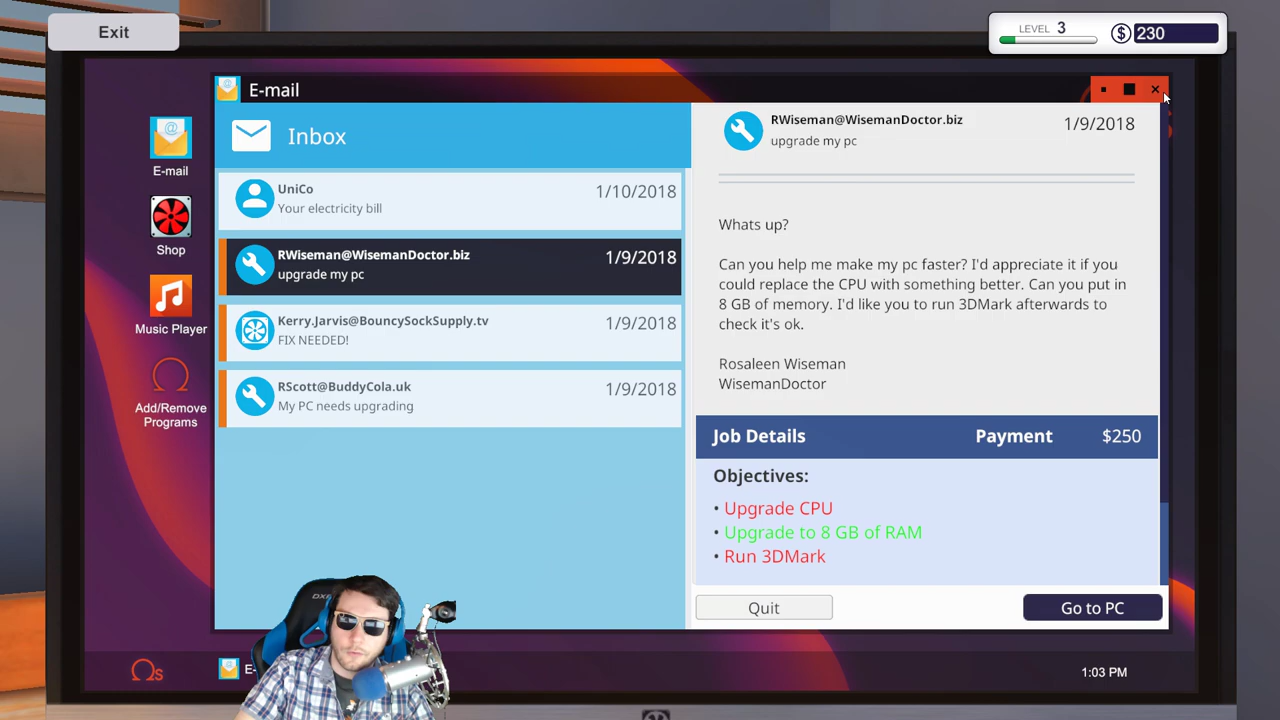 Exit
LEVEL 3
$ 230
E-mail
E-mail
Shop
Music Player
Add/Remove
Programs
Inbox
UniCo
1/10/2018
Your electricity bill
RWiseman@WisemanDoctor.biz
1/9/2018
upgrade my pc
Kerry.Jarvis@BouncySockSupply.tv
1/9/2018
FIX NEEDED!
RScott@BuddyCola.uk
1/9/2018
My PC needs upgrading
RWiseman@WisemanDoctor.biz
1/9/2018
upgrade my pc
Whats up?
Can you help me make my pc faster? I'd appreciate it if you
could replace the CPU with something better. Can you put in
8 GB of memory. I'd like you to run 3DMark afterwards to
check it's ok.
Rosaleen Wiseman
WisemanDoctor
Job Details Payment $250
Objectives:
• Upgrade CPU
• Upgrade to 8 GB of RAM
• Run 3DMark
Quit
Go to PC
Ωs
1:03 PM